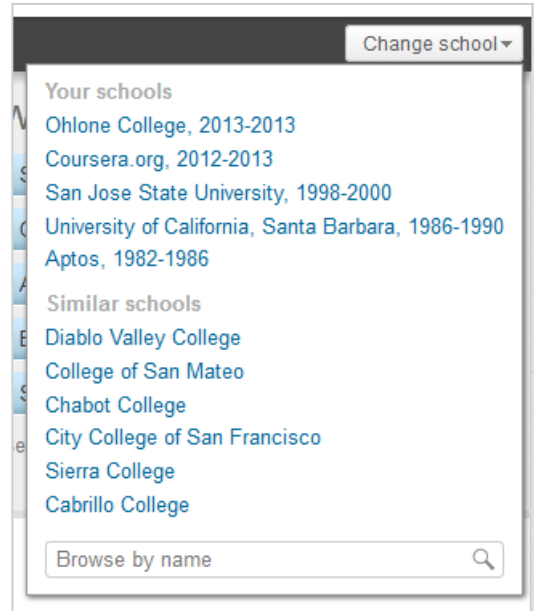 Change school
Your schools
Ohlone College, 2013-2013
Coursera.org, 2012-2013
San Jose State University, 1998-2000
University of California, Santa Barbara, 1986-1990
Aptos, 1982-1986
Similar schools
Diablo Valley College
College of San Mateo
Chabot College
City College of San Francisco
Sierra College
Cabrillo College
Browse by name